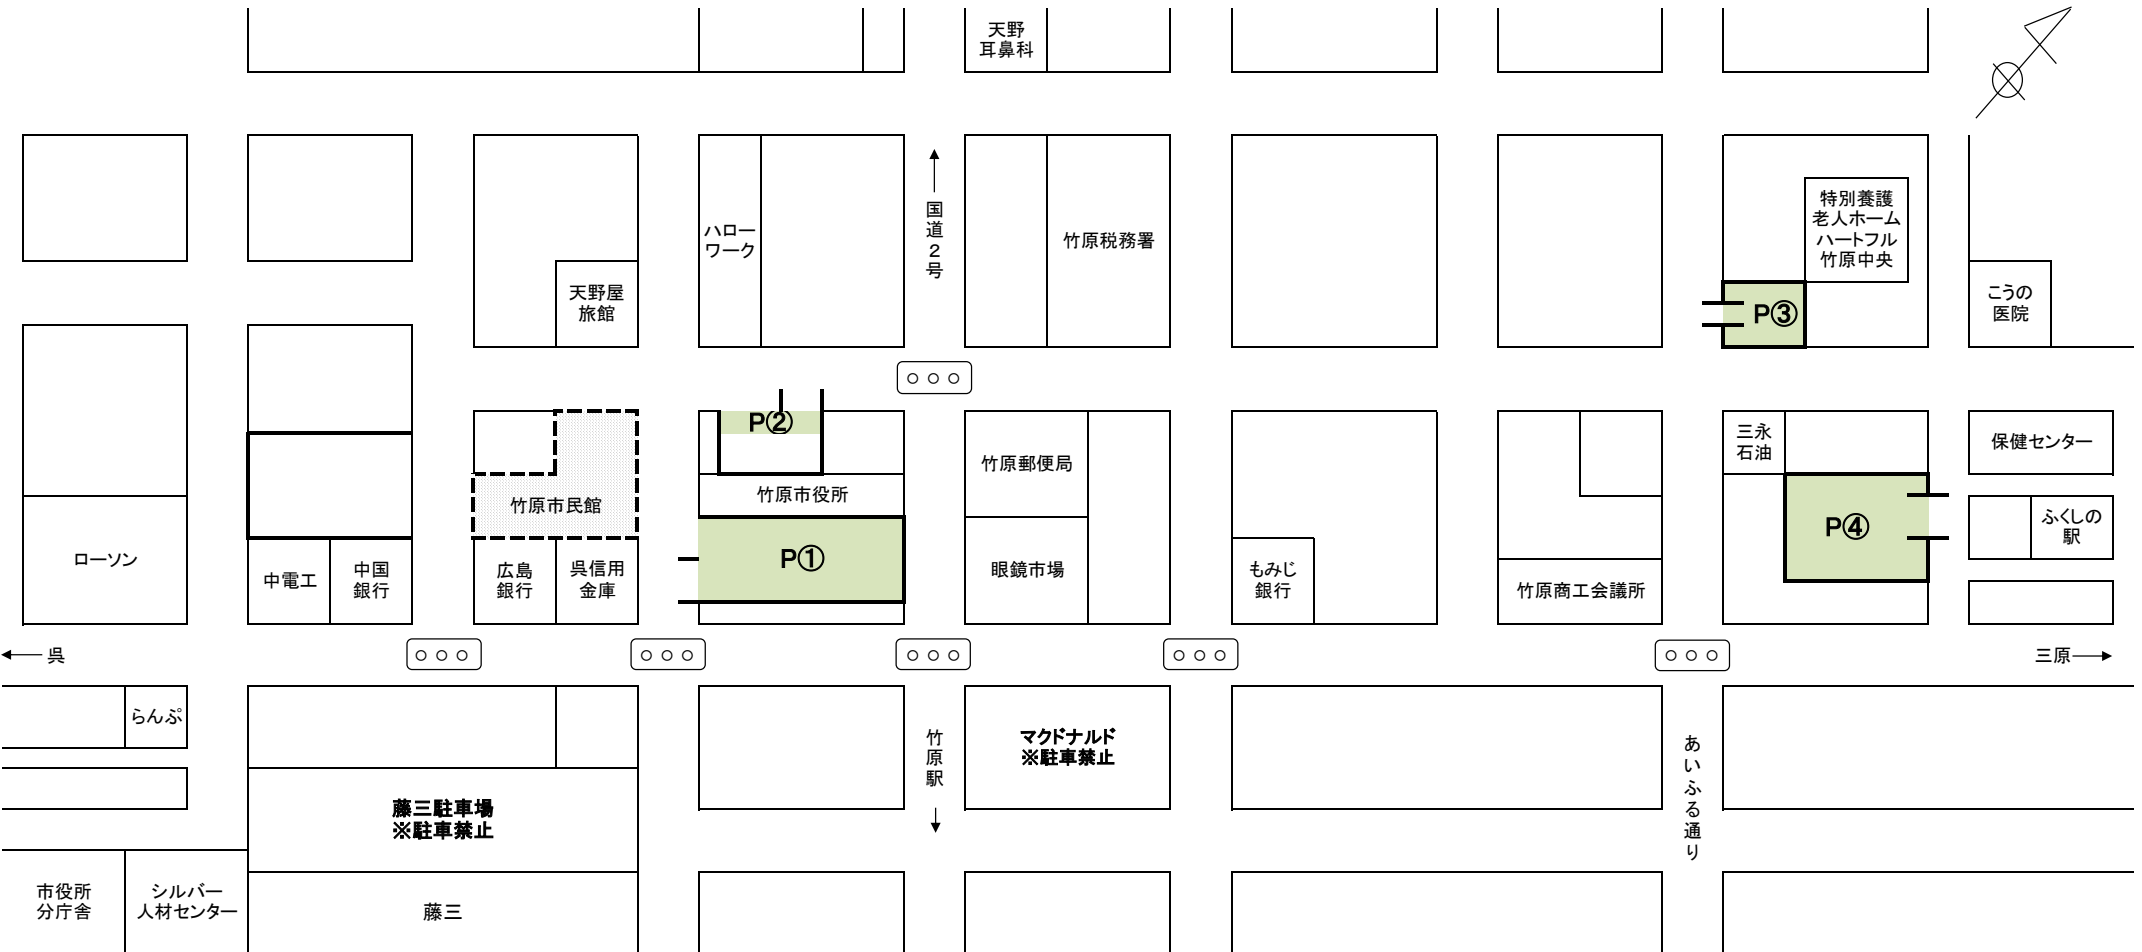 天野
耳鼻科
国道2号
ハロー
ワーク
竹原税務署
天野屋
旅館
特別養護
老人ホーム
ハートフル
竹原中央
P③
こうの
医院
P②
竹原市役所
P①
竹原市民館
竹原郵便局
眼鏡市場
三永
石油
保健センター
P④
ふくしの
駅
ローソン
中電工
中国
銀行
広島
銀行
呉信用
金庫
もみじ
銀行
竹原商工会議所
呉
三原
らんぷ
竹原駅
マクドナルド
※駐車禁止
あいふる通り
藤三駐車場
※駐車禁止
市役所
分庁舎
シルバー
人材センター
藤三